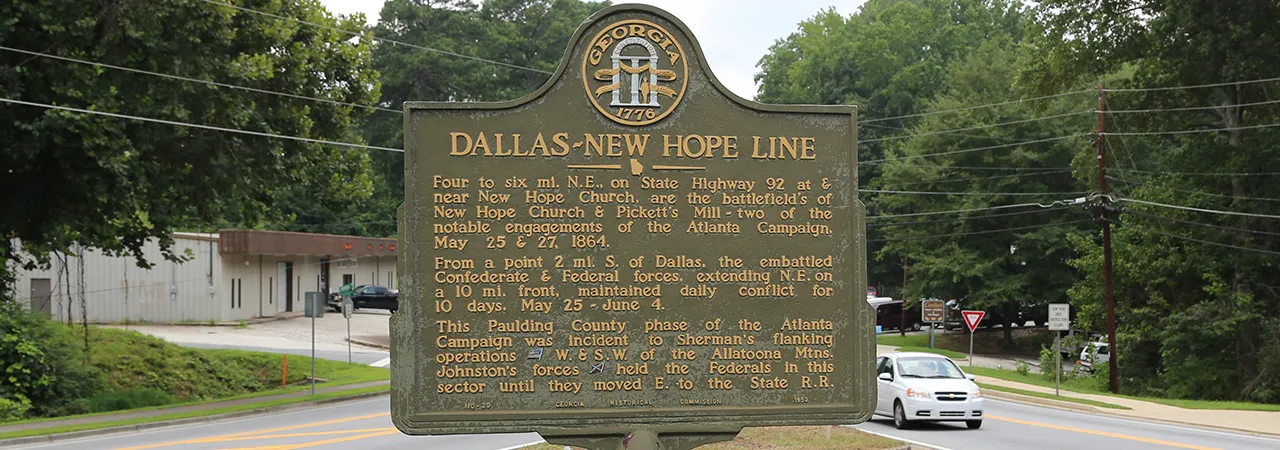 GEORGIA
1776
DALLAS-NEW HOPE LINE
Four to six mi. N.E., on State Highway 92 at &
near New Hope Church, are the battlefield's of
New Hope Church & Pickett's Mill - two of the
notable engagements of the Atlanta Campaign,
May 25 & 27, 1864.
From a point 2 mi. S. of Dallas, the embattled
Confederate & Federal forces, extending N.E. on
a 10 mi. front, maintained daily conflict for
10 days. May 25 - June 4.
This Paulding County phase of the Atlanta
Campaign was incident to Sherman's flanking
operations W. & S.W. of the Allatoona Mtns.
Johnston's forces held the Federals in this
sector until they moved E. to the State R.R.
110-29 GEORGIA HISTORICAL COMMISSION 1953